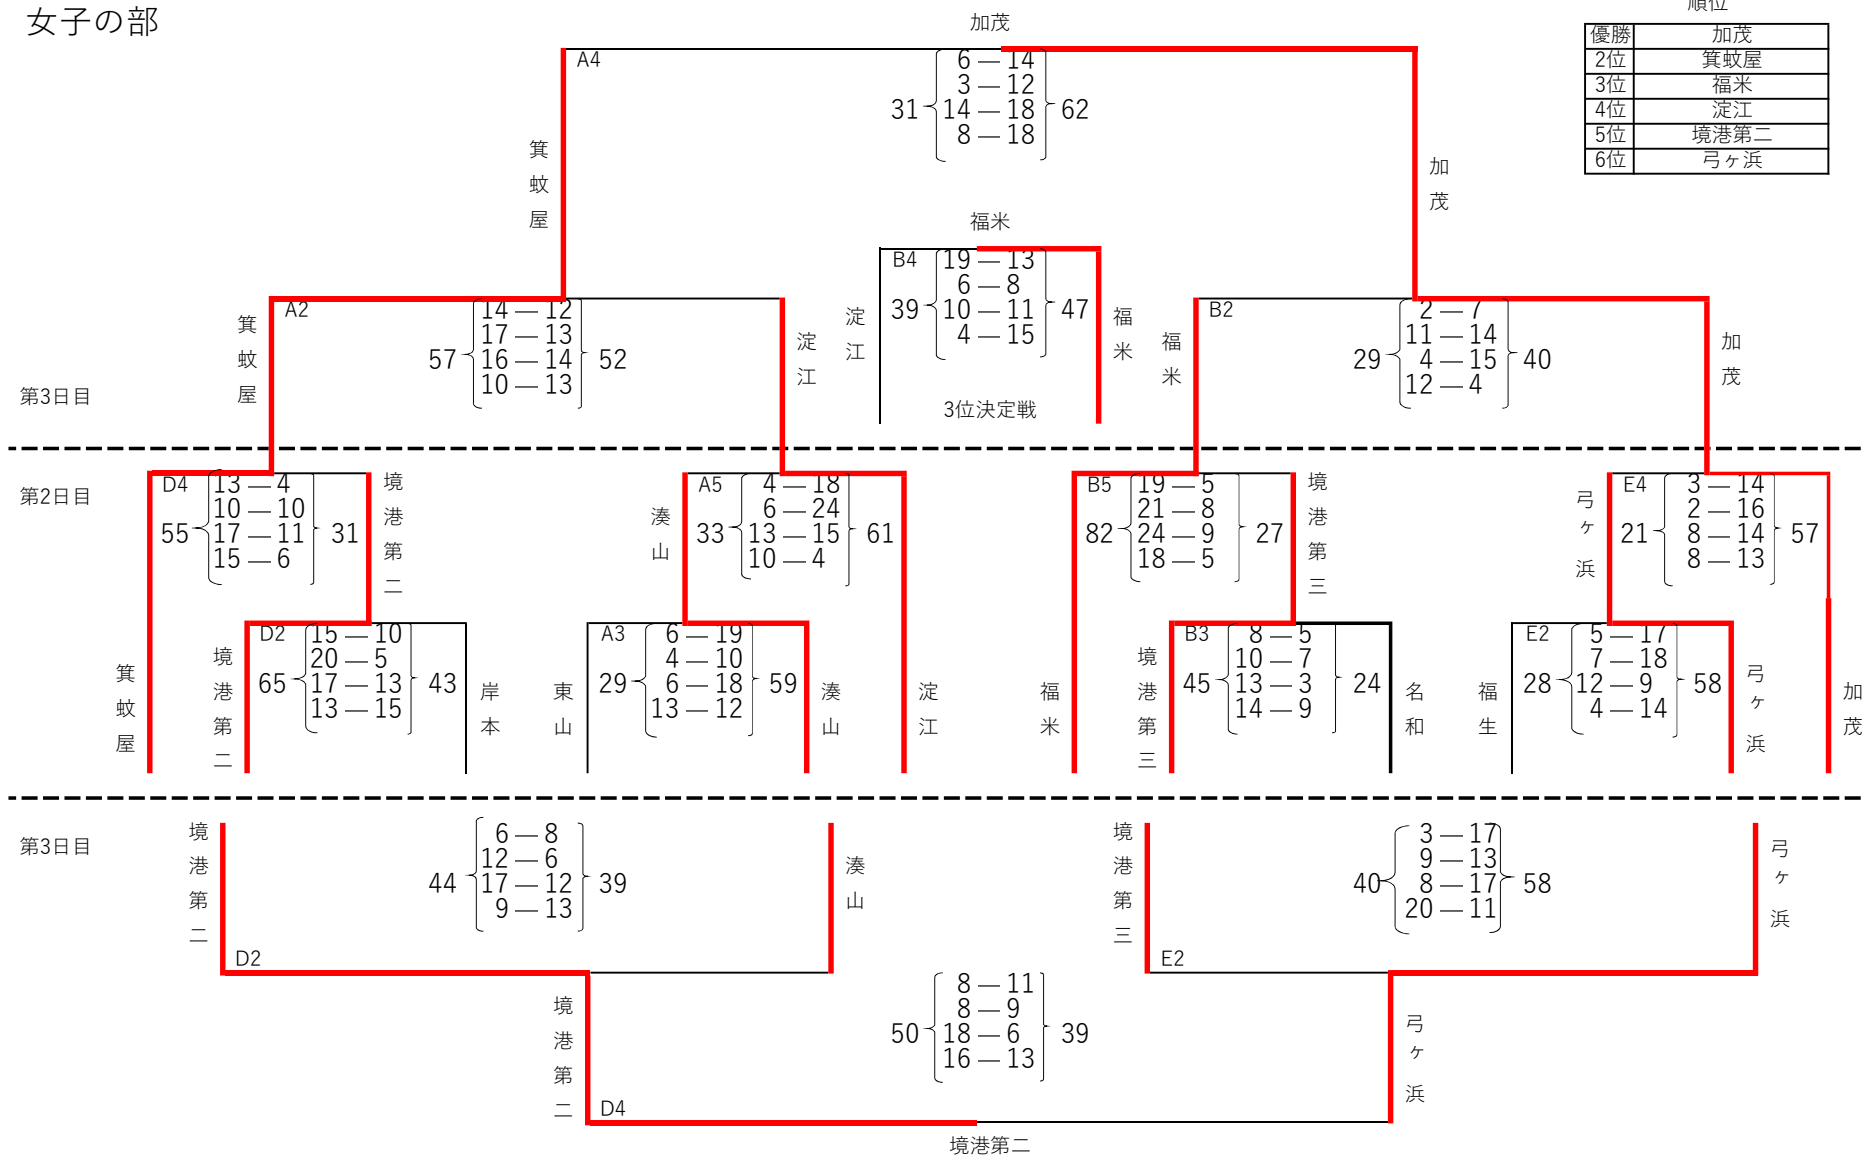 女子の部
順位
優勝 加茂
2位 箕蚊屋
3位 福米
4位 淀江
5位 境港第二
6位 弓ヶ浜
加茂
A4
6 — 14
3 — 12
31 14 — 18 62
8 — 18
箕蚊屋
加茂
福米
B4
19 — 13
6 — 8
39 10 — 11 47
4 — 15
淀江
福米
3位決定戦
A2
14 — 12
17 — 13
57 16 — 14 52
10 — 13
箕蚊屋
淀江
B2
2 — 7
11 — 14
29 4 — 15 40
12 — 4
福米
加茂
第3日目
第2日目
D4
13 — 4
10 — 10
55 17 — 11 31
15 — 6
境港第二
A5
4 — 18
6 — 24
33 13 — 15 61
10 — 4
湊山
B5
19 — 5
21 — 8
82 24 — 9 27
18 — 5
境港第三
E4
3 — 14
2 — 16
21 8 — 14 57
8 — 13
弓ヶ浜
D2
15 — 10
20 — 5
65 17 — 13 43
13 — 15
A3
6 — 19
4 — 10
29 6 — 18 59
13 — 12
B3
8 — 5
10 — 7
45 13 — 3 24
14 — 9
E2
5 — 17
7 — 18
28 12 — 9 58
4 — 14
箕蚊屋
境港第二
岸本
東山
湊山
淀江
福米
境港第三
名和
福生
弓ヶ浜
加茂
第3日目
境港第二
6 — 8
12 — 6
44 17 — 12 39
9 — 13
湊山
D2
境港第三
3 — 17
9 — 13
40 8 — 17 58
20 — 11
弓ヶ浜
E2
境港第二
8 — 11
8 — 9
50 18 — 6 39
16 — 13
弓ヶ浜
D4
境港第二